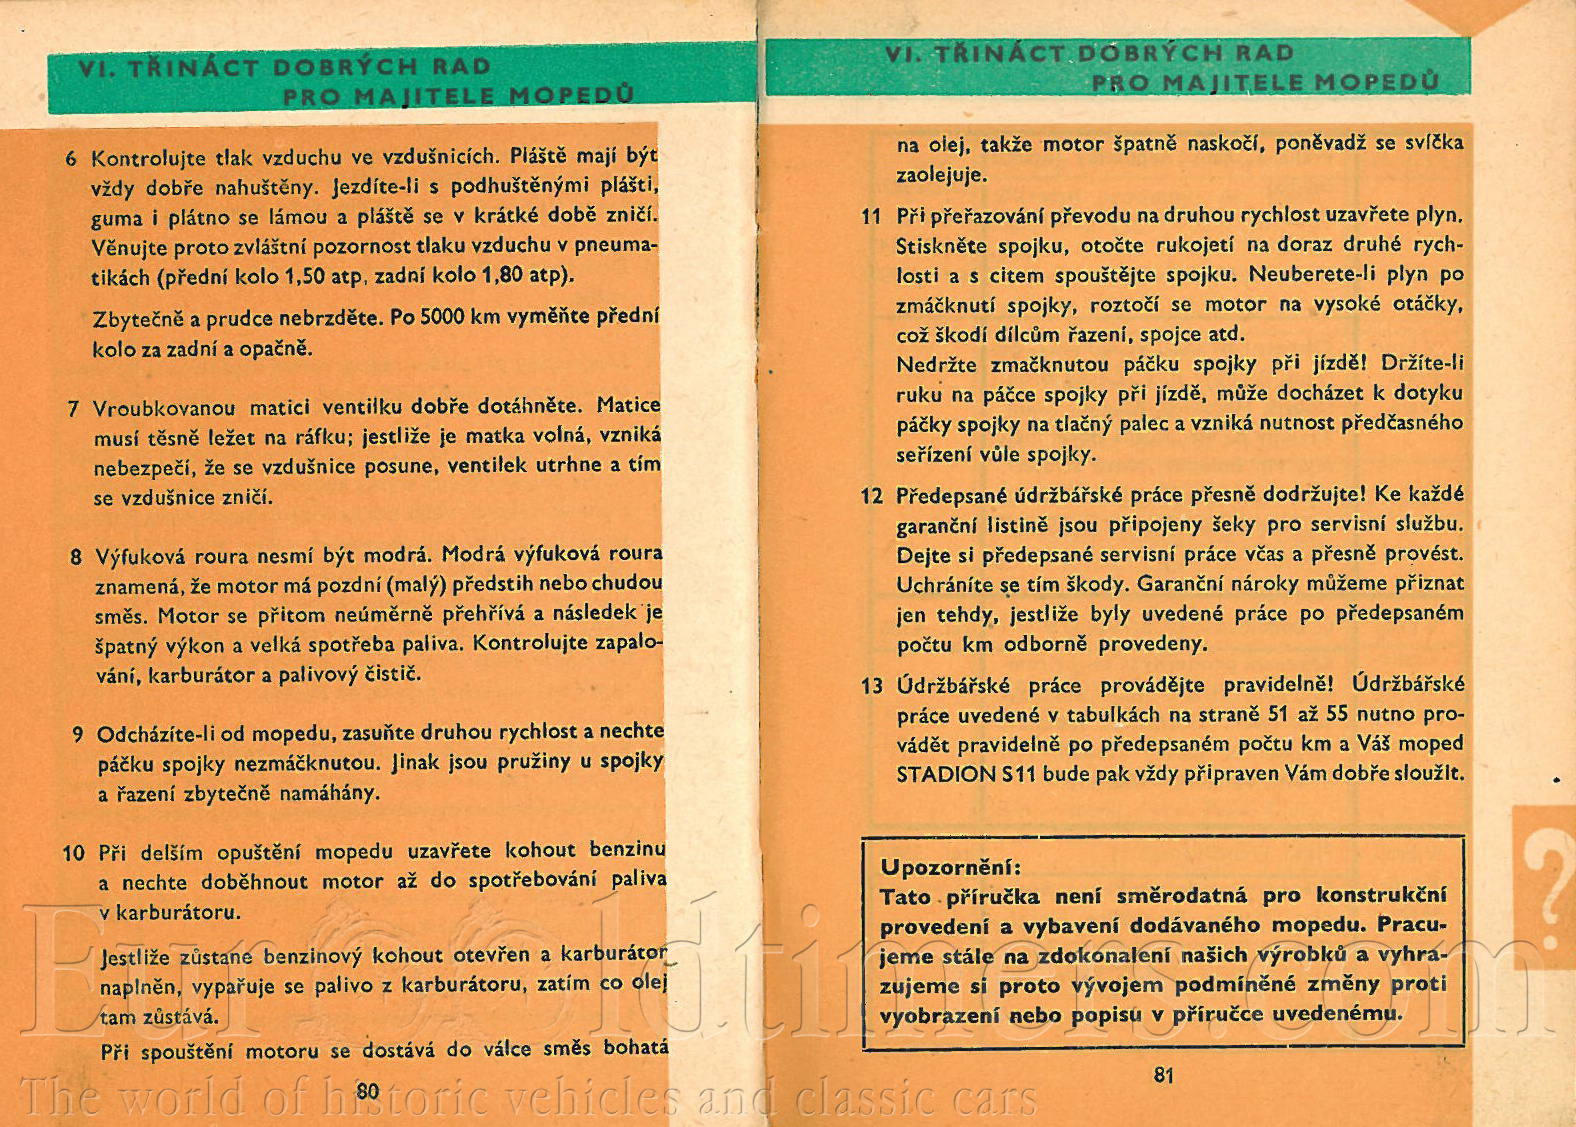 VI. TŘINÁCT DOBRÝCH RAD
PRO MAJITELE MOPEDŮ
6 Kontrolujte tlak vzduchu ve vzdušnicích. Pláště mají být
vždy dobře nahuštěny. Jezdíte-li s podhuštěnými plášti,
guma i plátno se lámou a pláště se v krátké době zničí.
Věnujte proto zvláštní pozornost tlaku vzduchu v pneuma-
tikách (přední kolo 1,50 atp, zadní kolo 1,80 atp).
Zbytečně a prudce nebrzděte. Po 5000 km vyměňte přední
kolo za zadní a opačně.
7 Vroubkovanou matici ventilku dobře dotáhněte. Matice
musí těsně ležet na ráfku; jestliže je matka volná, vzniká
nebezpečí, že se vzdušnice posune, ventilek utrhne a tím
se vzdušnice zničí.
8 Výfuková roura nesmí být modrá. Modrá výfuková roura
znamená, že motor má pozdní (malý) předstih nebo chudou
směs. Motor se přitom neúměrně přehřívá a následek je
špatný výkon a velká spotřeba paliva. Kontrolujte zapalo-
vání, karburátor a palivový čistič.
9 Odcházíte-li od mopedu, zasuňte druhou rychlost a nechte
páčku spojky nezmáčknutou. Jinak jsou pružiny u spojky
a řazení zbytečně namáhány.
10 Při delším opuštění mopedu uzavřete kohout benzinu
a nechte doběhnout motor až do spotřebování paliva
v karburátoru.
Jestliže zůstane benzinový kohout otevřen a karburátor
naplněn, vypařuje se palivo z karburátoru, zatím co olej
tam zůstává.
Při spouštění motoru se dostává do válce směs bohatá
80
VI. TŘINÁCT DOBRÝCH RAD
PRO MAJITELE MOPEDŮ
na olej, takže motor špatně naskočí, poněvadž se svíčka
zaolejuje.
11 Při přeřazování převodu na druhou rychlost uzavřete plyn.
Stiskněte spojku, otočte rukojetí na doraz druhé rych-
losti a s citem spouštějte spojku. Neuberete-li plyn po
zmáčknutí spojky, roztočí se motor na vysoké otáčky,
což škodí dílcům řazení, spojce atd.
Nedržte zmačknutou páčku spojky při jízdě! Držíte-li
ruku na páčce spojky při jízdě, může docházet k dotyku
páčky spojky na tlačný palec a vzniká nutnost předčasného
seřízení vůle spojky.
12 Předepsané údržbářské práce přesně dodržujte! Ke každé
garanční listině jsou připojeny šeky pro servisní službu.
Dejte si předepsané servisní práce včas a přesně provést.
Uchráníte se tím škody. Garanční nároky můžeme přiznat
jen tehdy, jestliže byly uvedené práce po předepsaném
počtu km odborně provedeny.
13 Údržbářské práce provádějte pravidelně! Údržbářské
práce uvedené v tabulkách na straně 51 až 55 nutno pro-
vádět pravidelně po předepsaném počtu km a Váš moped
STADION S11 bude pak vždy připraven Vám dobře sloužit.
Upozornění:
Tato příručka není směrodatná pro konstrukční
provedení a vybavení dodávaného mopedu. Pracu-
jeme stále na zdokonalení našich výrobků a vyhra-
zujeme si proto vývojem podmíněné změny proti
vyobrazení nebo popisu v příručce uvedenému.
81
?
EuroOldtimers.com
The world of historic vehicles and classic cars